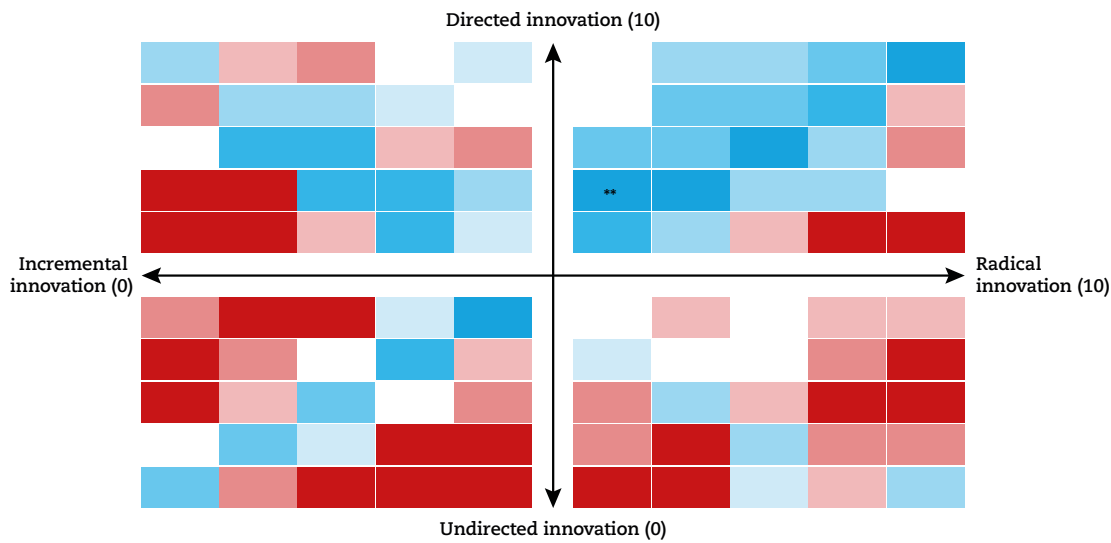 Directed innovation (10)
**
Incremental
innovation (0)
Radical
innovation (10)
Undirected innovation (0)